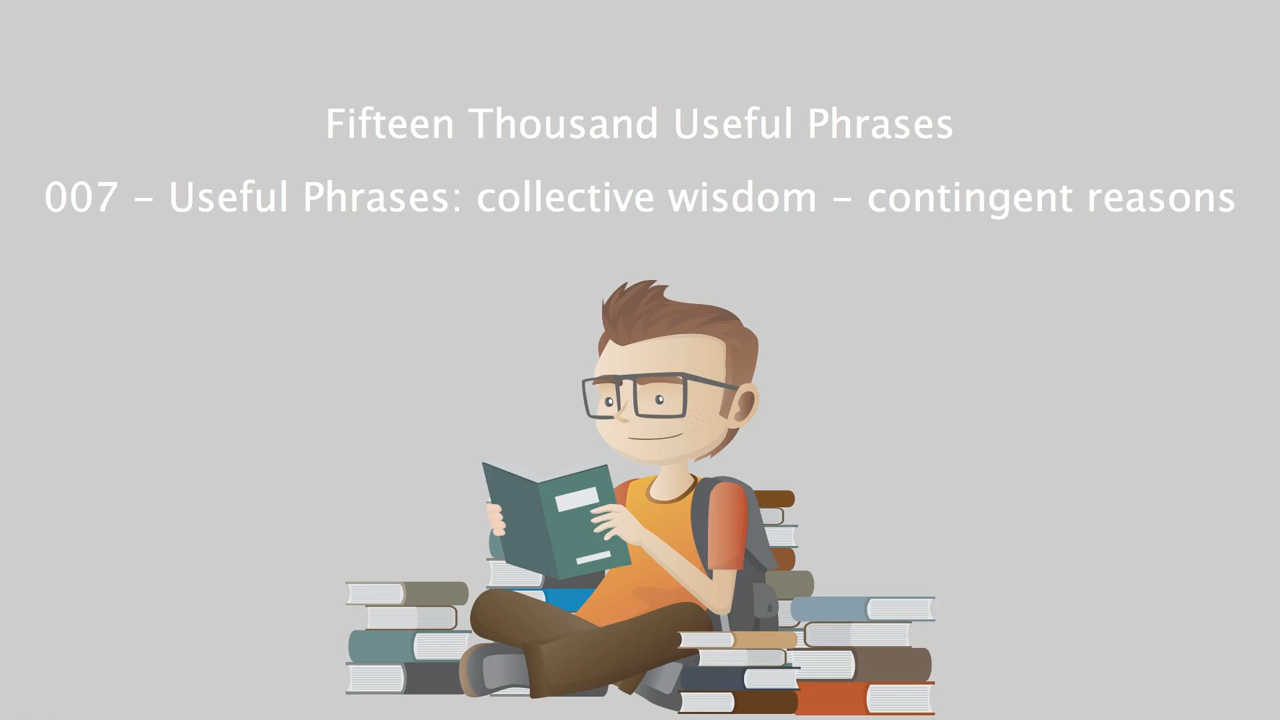 Fifteen Thousand Useful Phrases
007 – Useful Phrases: collective wisdom – contingent reasons